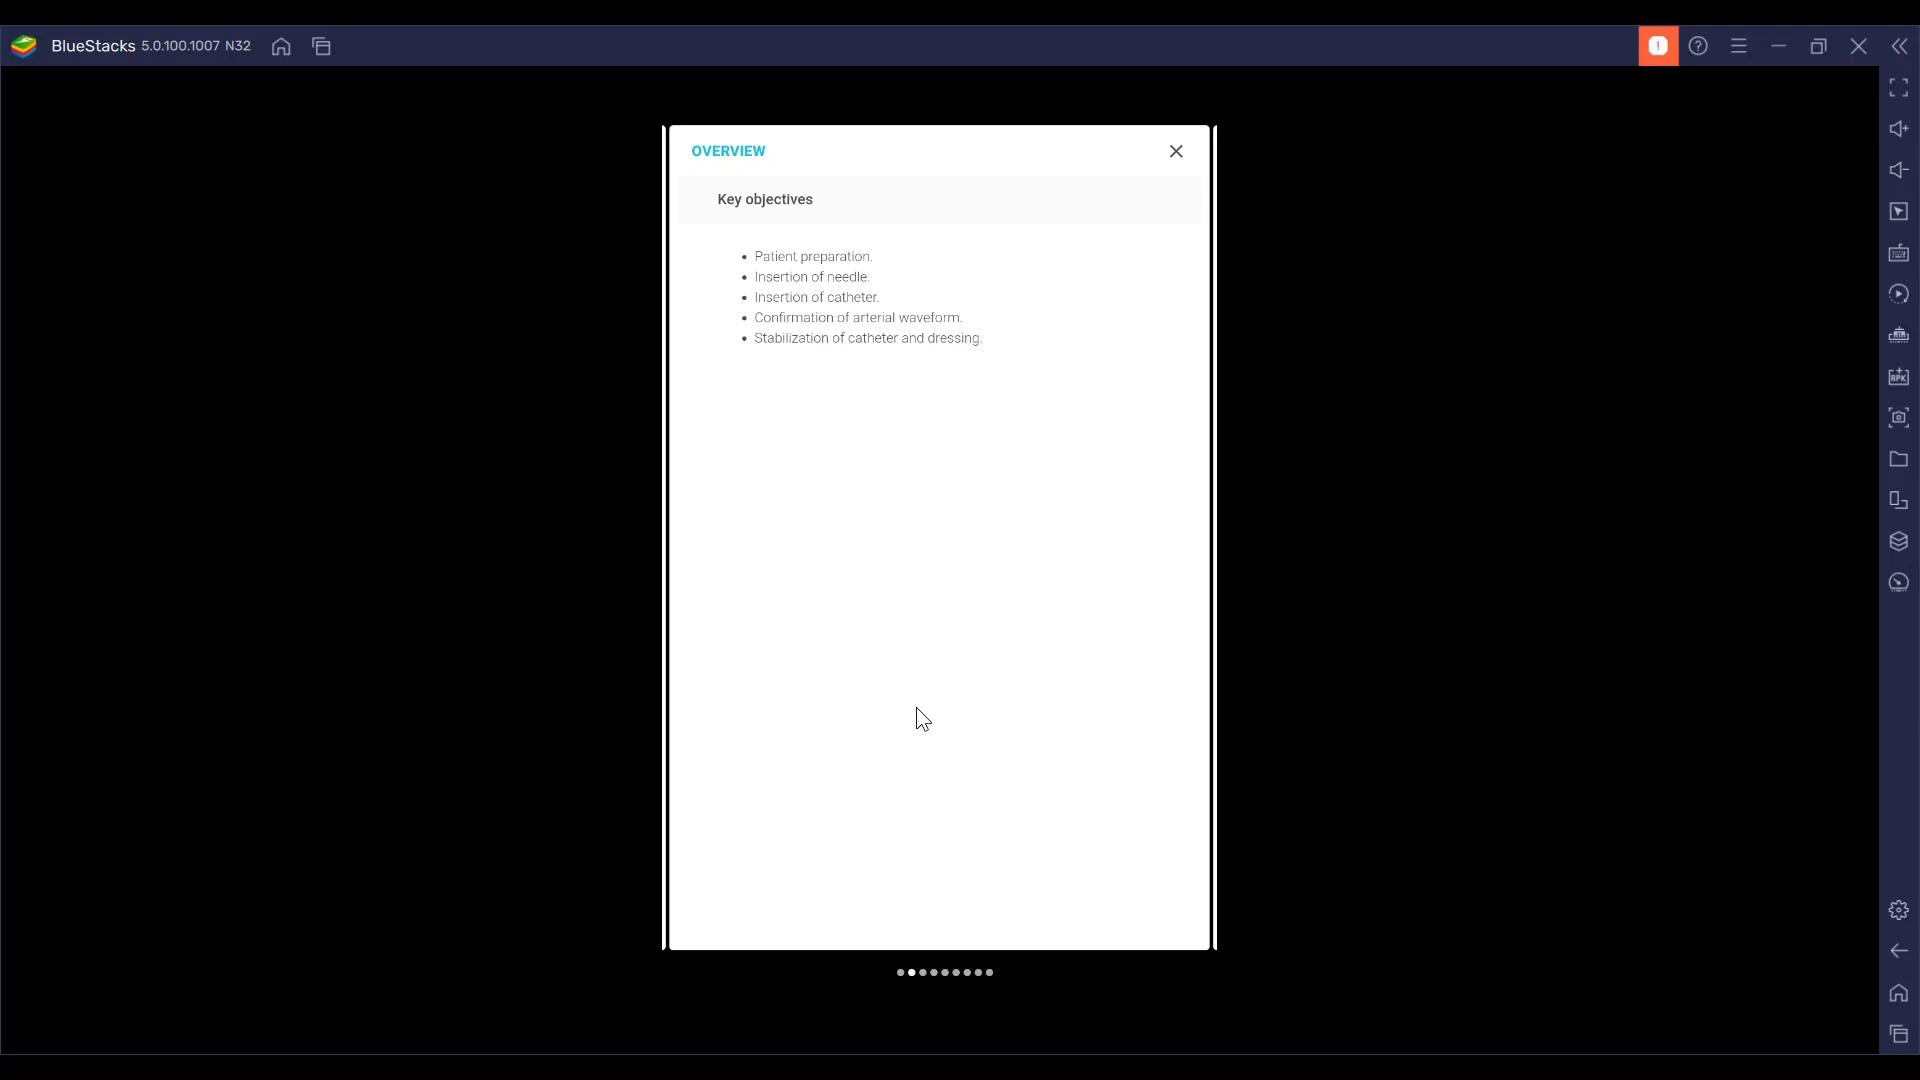 BlueStacks 5.0.100.1007 N32
OVERVIEW
Key objectives
• Patient preparation.
• Insertion of needle.
• Insertion of catheter.
• Confirmation of arterial waveform.
• Stabilization of catheter and dressing.
RPK